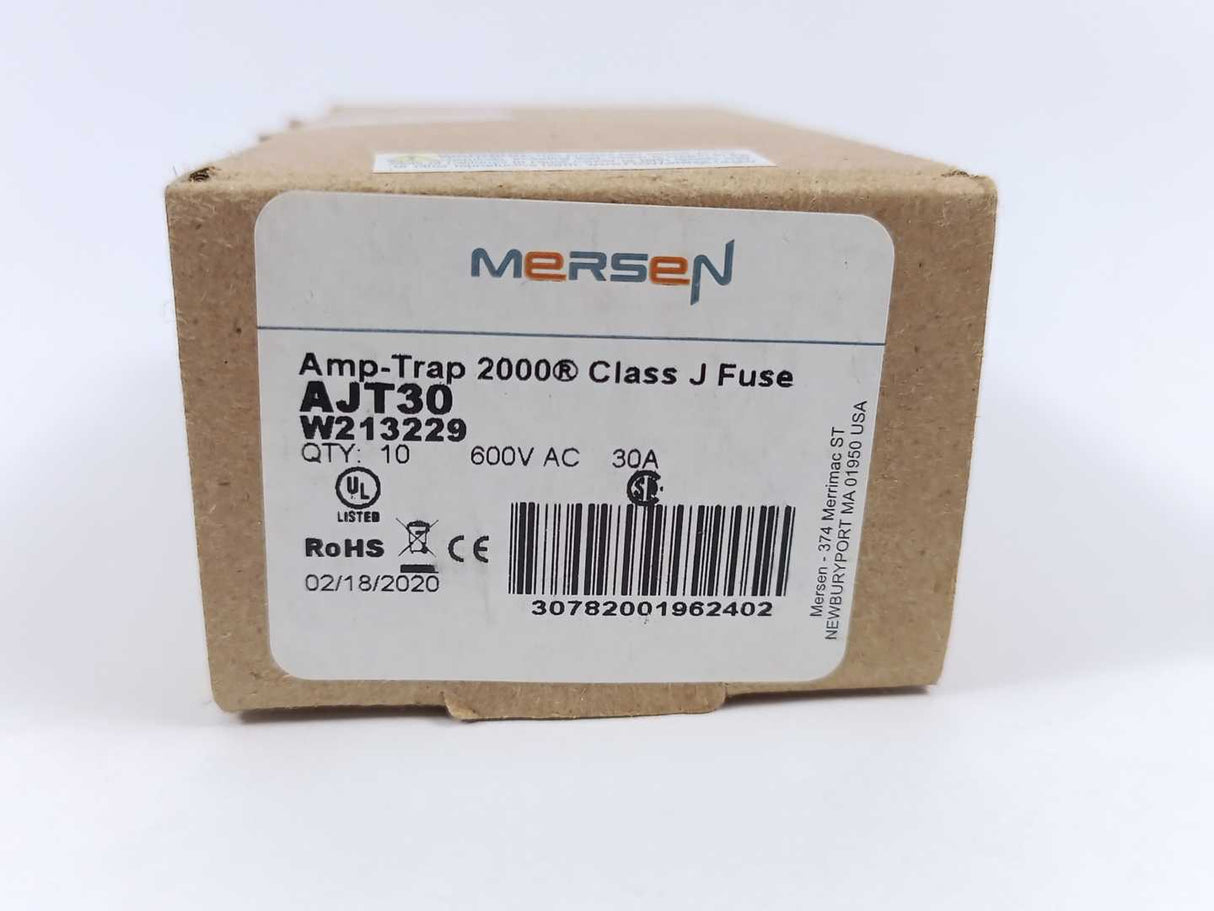 MERSEN
Amp-Trap 2000® Class J Fuse
AJT30
W213229
QTY: 10 600V AC 30A
UL
LISTED
RoHS CE
02/18/2020
30782001962402
Mersen - 374 Merrimac ST
NEWBURYPORT MA 01950 USA